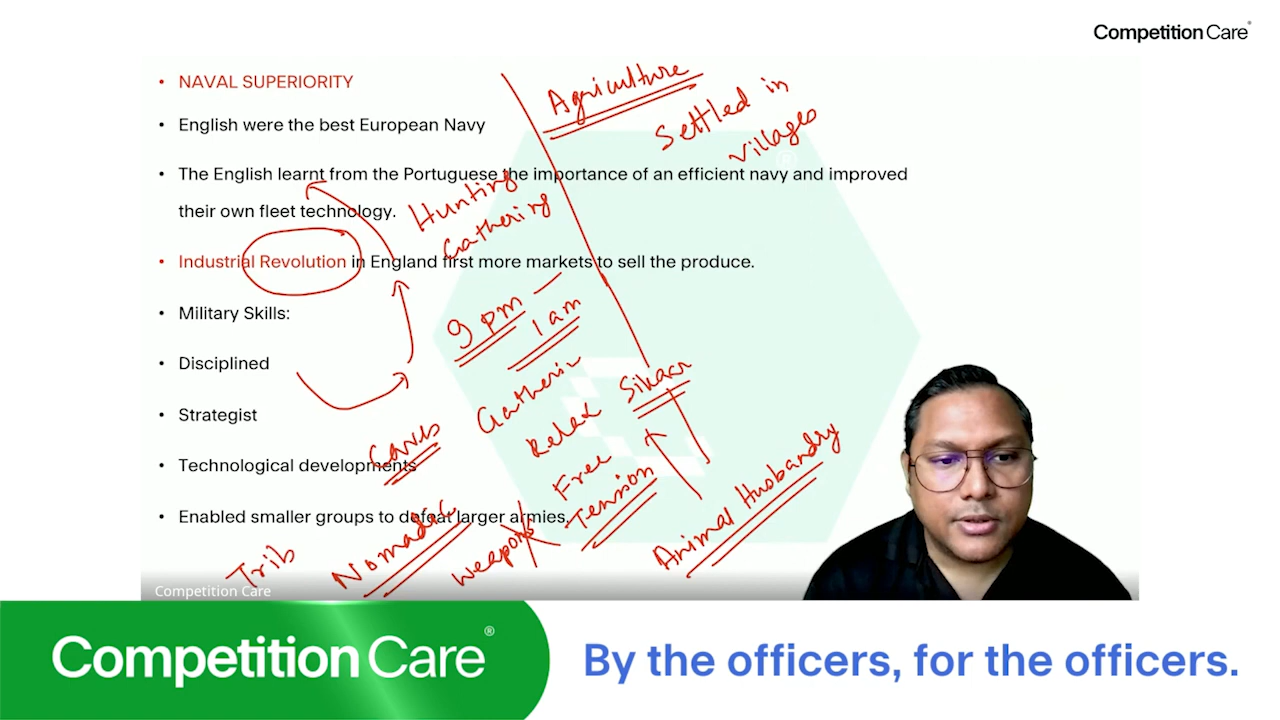 Competition Care®
• NAVAL SUPERIORITY
• English were the best European Navy
• The English learnt from the Portuguese the importance of an efficient navy and improved
their own fleet technology.
• Industrial Revolution in England first more markets to sell the produce.
• Military Skills:
• Disciplined
• Strategist
• Technological developments
• Enabled smaller groups to defeat larger armies.
Agriculture
Settled in
villages
Hunting
Gathering
9 pm –
1 am
Gatherin
Sikaar
Relax
Free
Tension
Animal Husbandry
Caves
Nomadic
Weapons
Trib
Competition Care
Competition Care®
By the officers, for the officers.